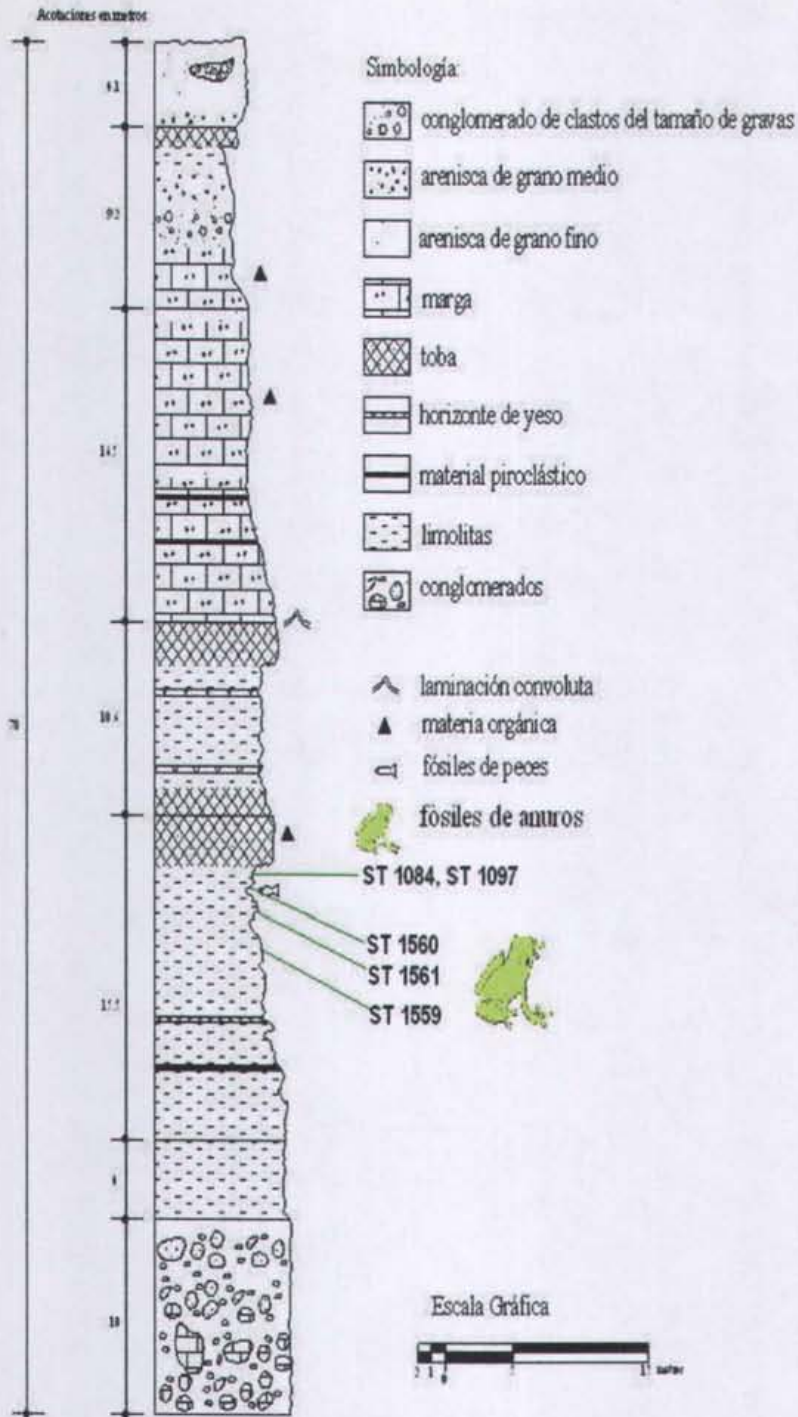 Acotaciones en metros
Simbología:
conglomerado de clastos del tamaño de gravas
arenisca de grano medio
arenisca de grano fino
marga
toba
horizonte de yeso
material piroclástico
limolitas
conglomerados
laminación convoluta
materia orgánica
fósiles de peces
fósiles de anuros
ST 1084, ST 1097
ST 1560
ST 1561
ST 1559
10
Escala Gráfica